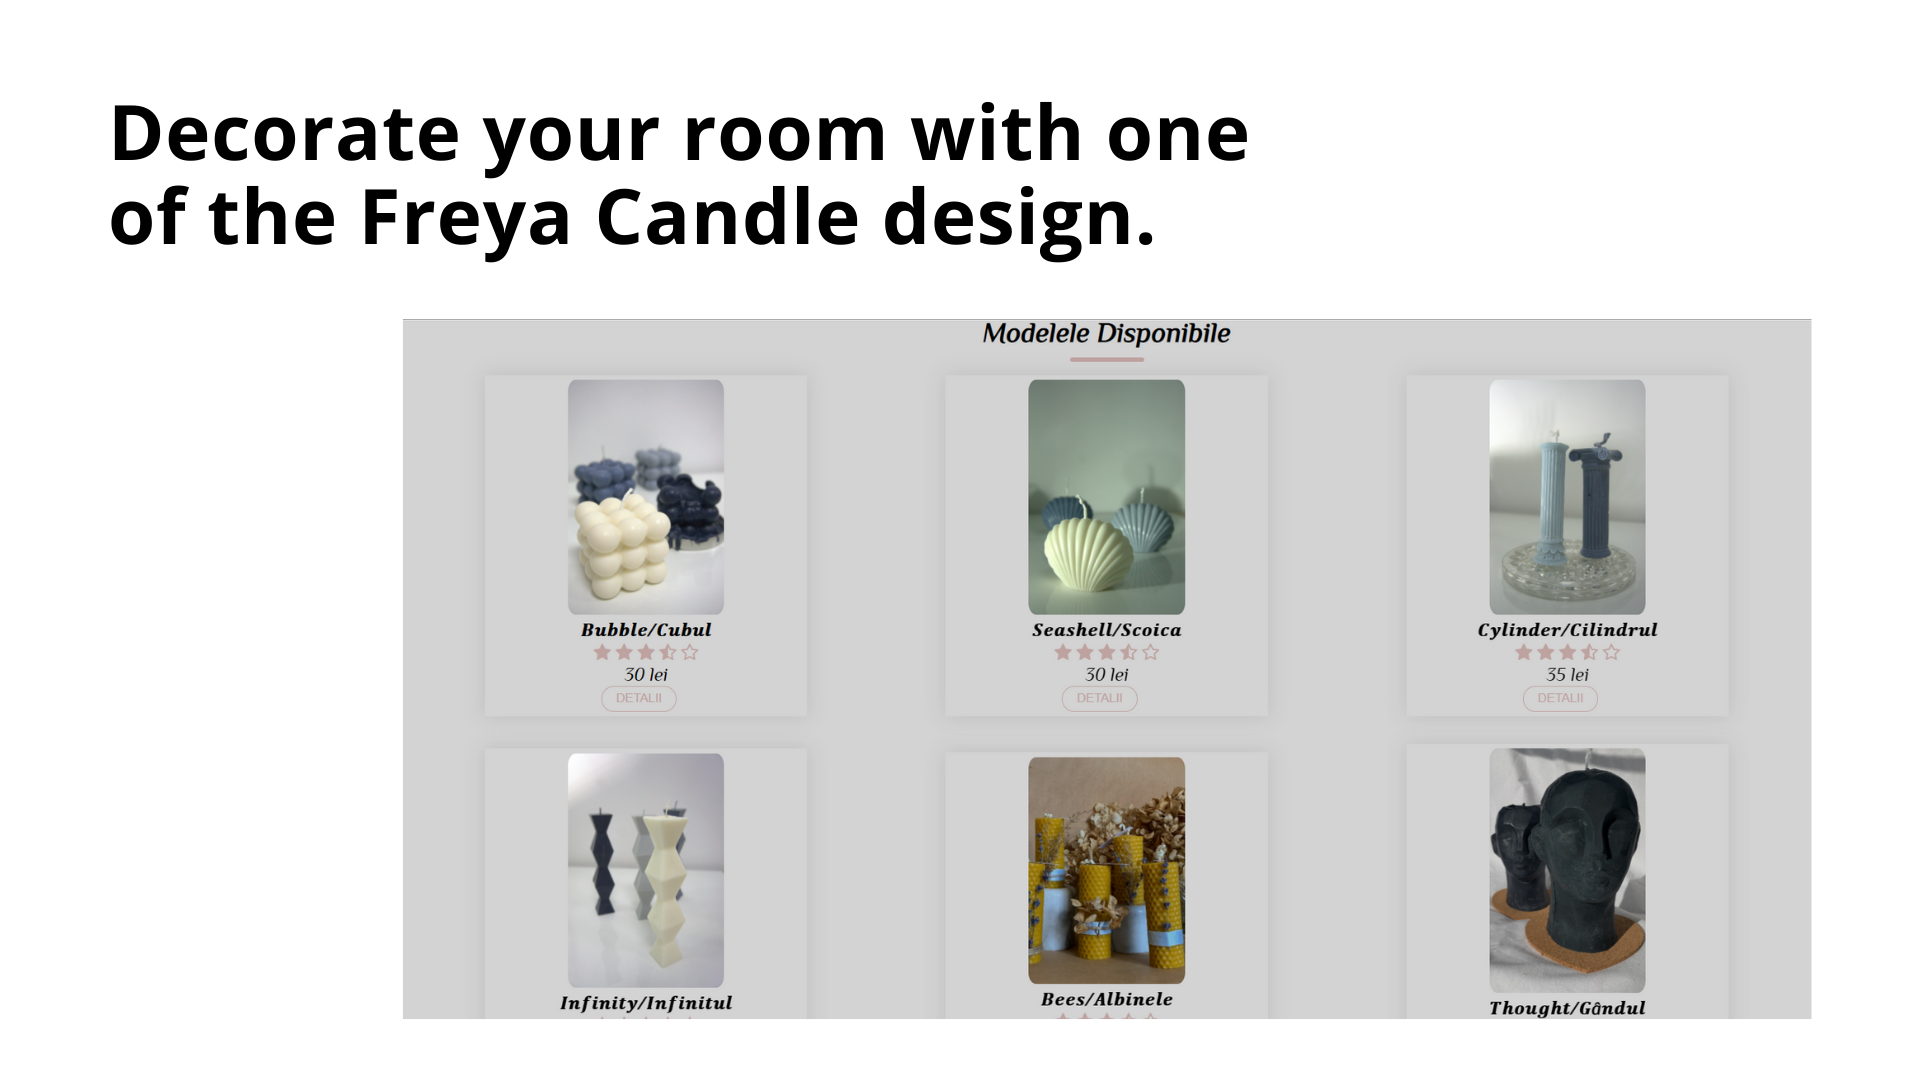 Decorate your room with one
of the Freya Candle design.
Modelele Disponibile
Bubble/Cubul
30 lei
DETALII
Seashell/Scoica
30 lei
DETALII
Cylinder/Cilindrul
35 lei
DETALII
Infinity/Infinitul
Bees/Albinele
Thought/Gândul